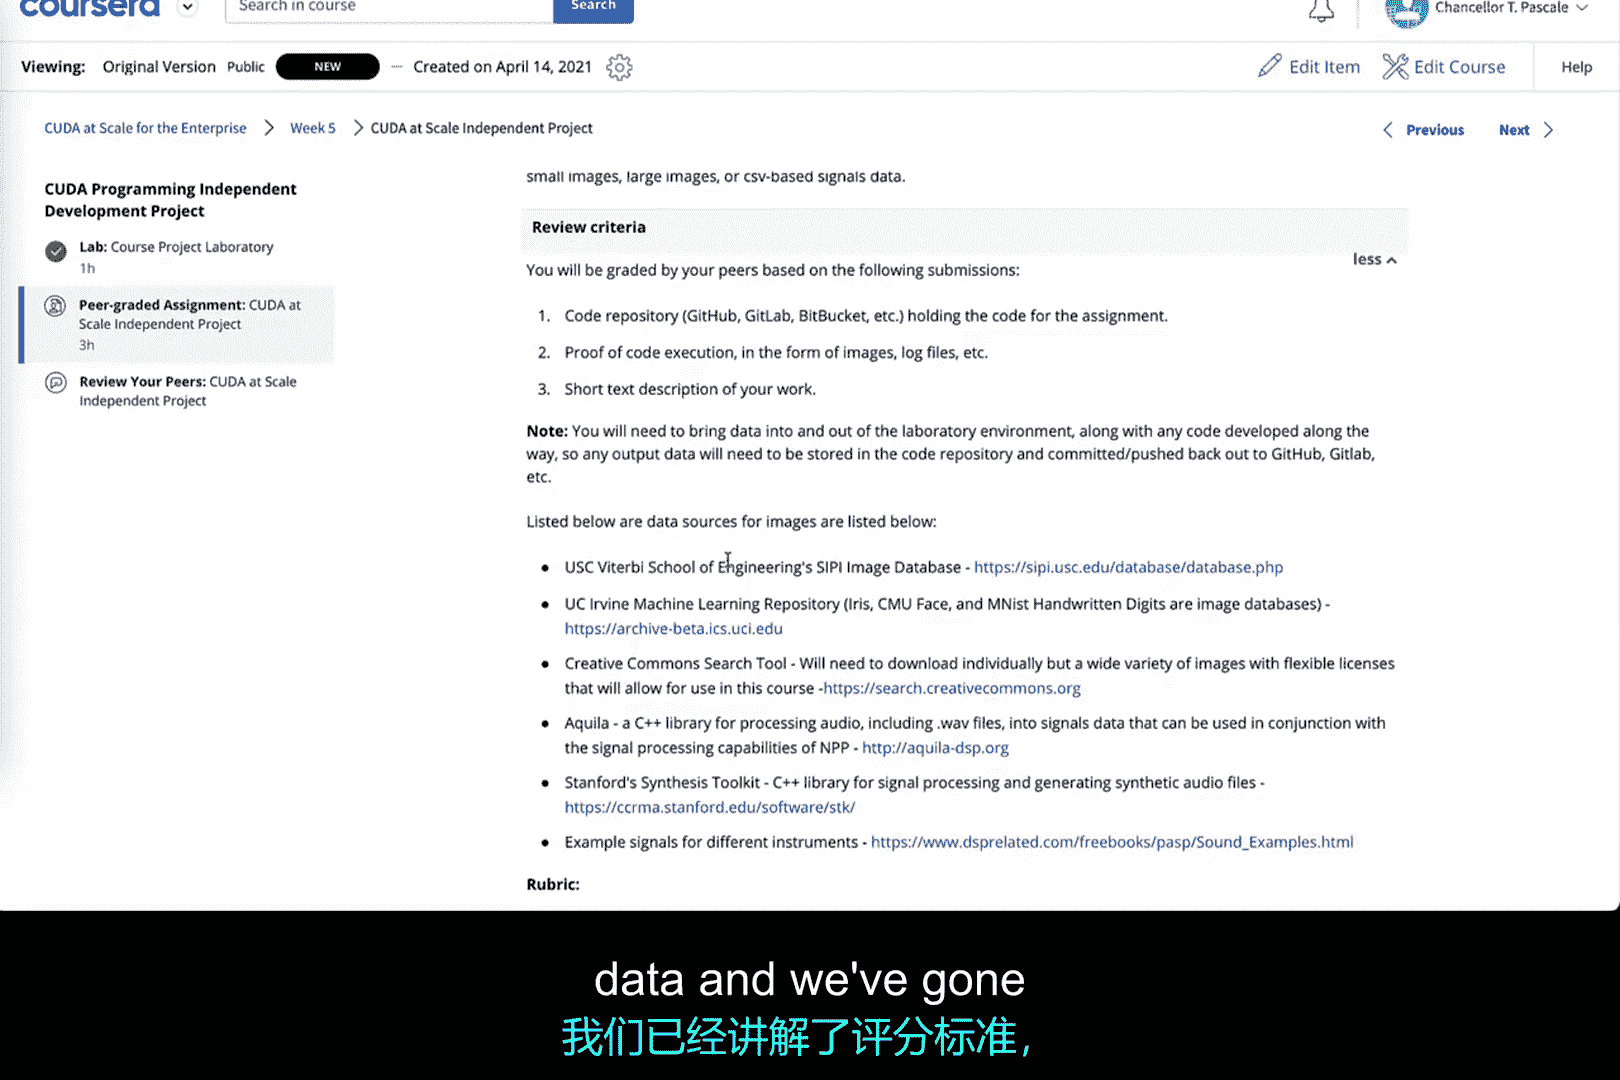 coursera
Search in course
Search
Chancellor T. Pascale
Viewing: Original Version Public NEW — Created on April 14, 2021
Edit Item
Edit Course
Help
CUDA at Scale for the Enterprise > Week 5 > CUDA at Scale Independent Project
Previous
Next
CUDA Programming Independent
Development Project
Lab: Course Project Laboratory
1h
Peer-graded Assignment: CUDA at
Scale Independent Project
3h
Review Your Peers: CUDA at Scale
Independent Project
small images, large images, or csv-based signals data.
Review criteria
less
You will be graded by your peers based on the following submissions:
1. Code repository (GitHub, GitLab, BitBucket, etc.) holding the code for the assignment.
2. Proof of code execution, in the form of images, log files, etc.
3. Short text description of your work.
Note: You will need to bring data into and out of the laboratory environment, along with any code developed along the
way, so any output data will need to be stored in the code repository and committed/pushed back out to GitHub, Gitlab,
etc.
Listed below are data sources for images are listed below:
• USC Viterbi School of Engineering's SIPI Image Database - https://sipi.usc.edu/database/database.php
• UC Irvine Machine Learning Repository (Iris, CMU Face, and MNist Handwritten Digits are image databases) -
https://archive-beta.ics.uci.edu
• Creative Commons Search Tool - Will need to download individually but a wide variety of images with flexible licenses
that will allow for use in this course -https://search.creativecommons.org
• Aquila - a C++ library for processing audio, including .wav files, into signals data that can be used in conjunction with
the signal processing capabilities of NPP - http://aquila-dsp.org
• Stanford's Synthesis Toolkit - C++ library for signal processing and generating synthetic audio files -
https://ccrma.stanford.edu/software/stk/
• Example signals for different instruments - https://www.dsprelated.com/freebooks/pasp/Sound_Examples.html
Rubric:
data and we've gone
我们已经讲解了评分标准，